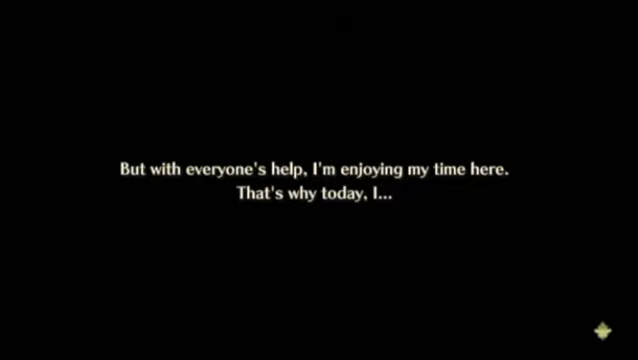 But with everyone's help, I'm enjoying my time here.
That's why today, I...